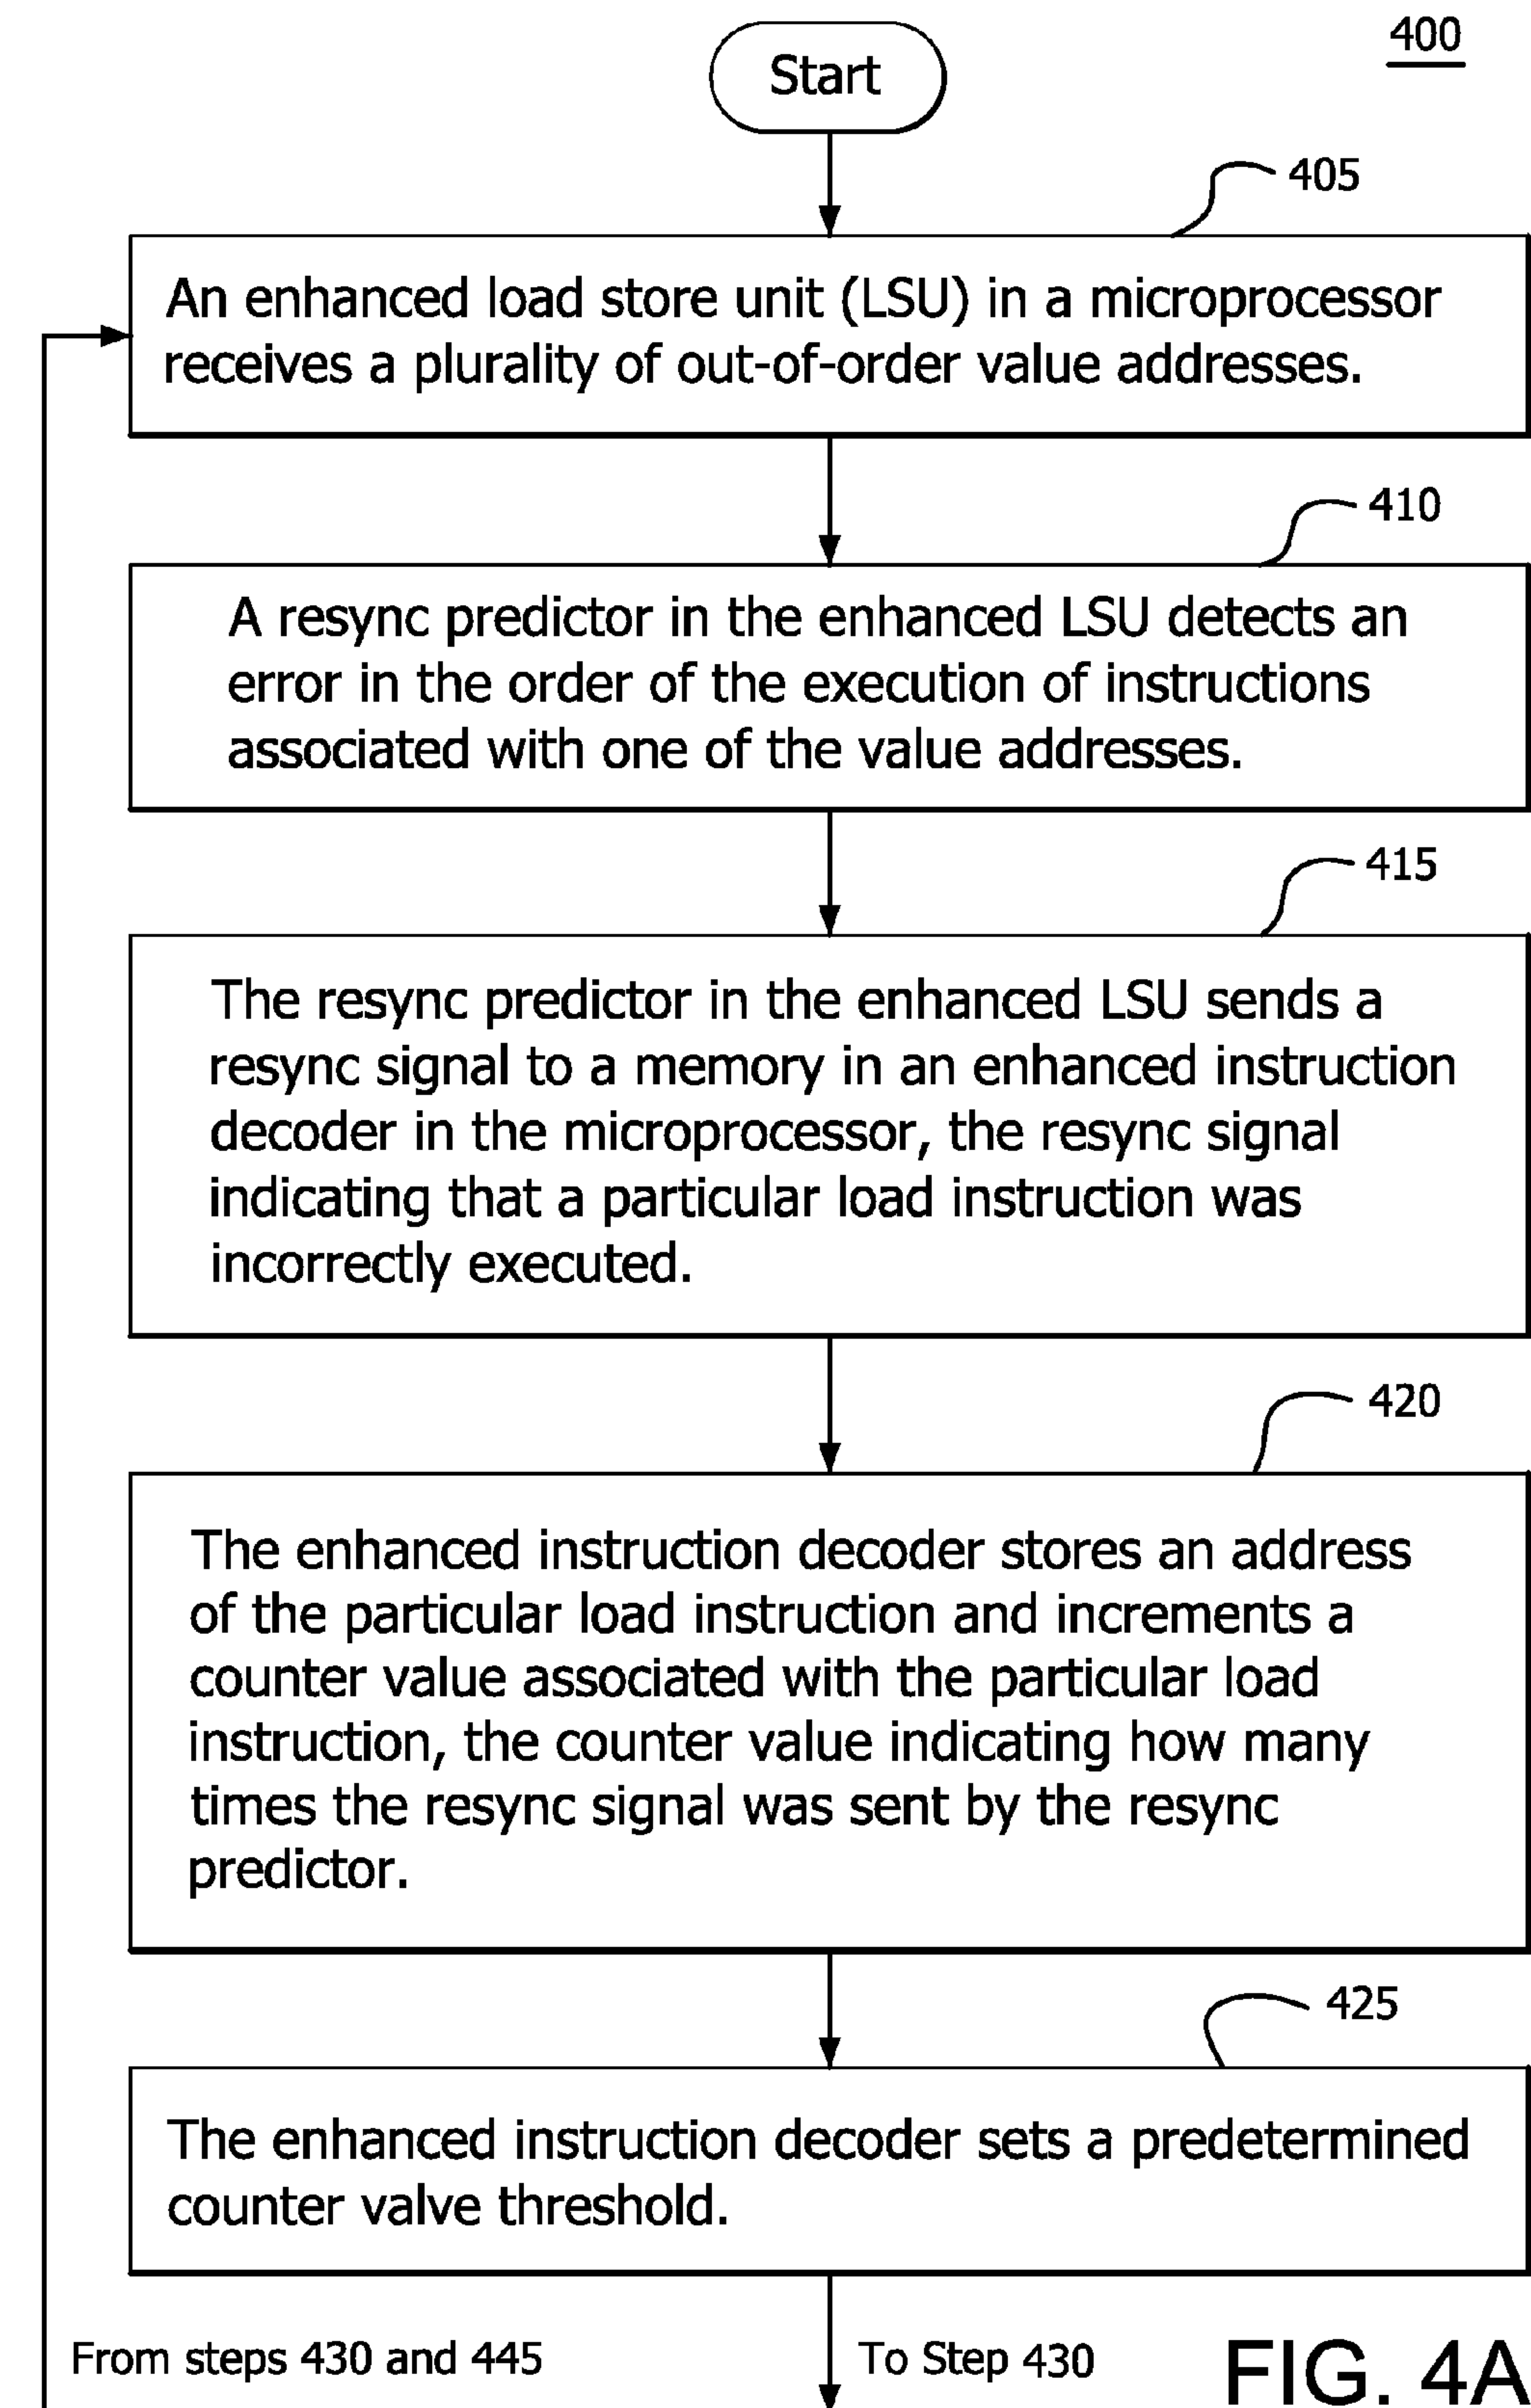 400
Start
405
An enhanced load store unit (LSU) in a microprocessor
receives a plurality of out-of-order value addresses.
410
A resync predictor in the enhanced LSU detects an
error in the order of the execution of instructions
associated with one of the value addresses.
415
The resync predictor in the enhanced LSU sends a
resync signal to a memory in an enhanced instruction
decoder in the microprocessor, the resync signal
indicating that a particular load instruction was
incorrectly executed.
420
The enhanced instruction decoder stores an address
of the particular load instruction and increments a
counter value associated with the particular load
instruction, the counter value indicating how many
times the resync signal was sent by the resync
predictor.
425
The enhanced instruction decoder sets a predetermined
counter valve threshold.
From steps 430 and 445
To Step 430
FIG. 4A